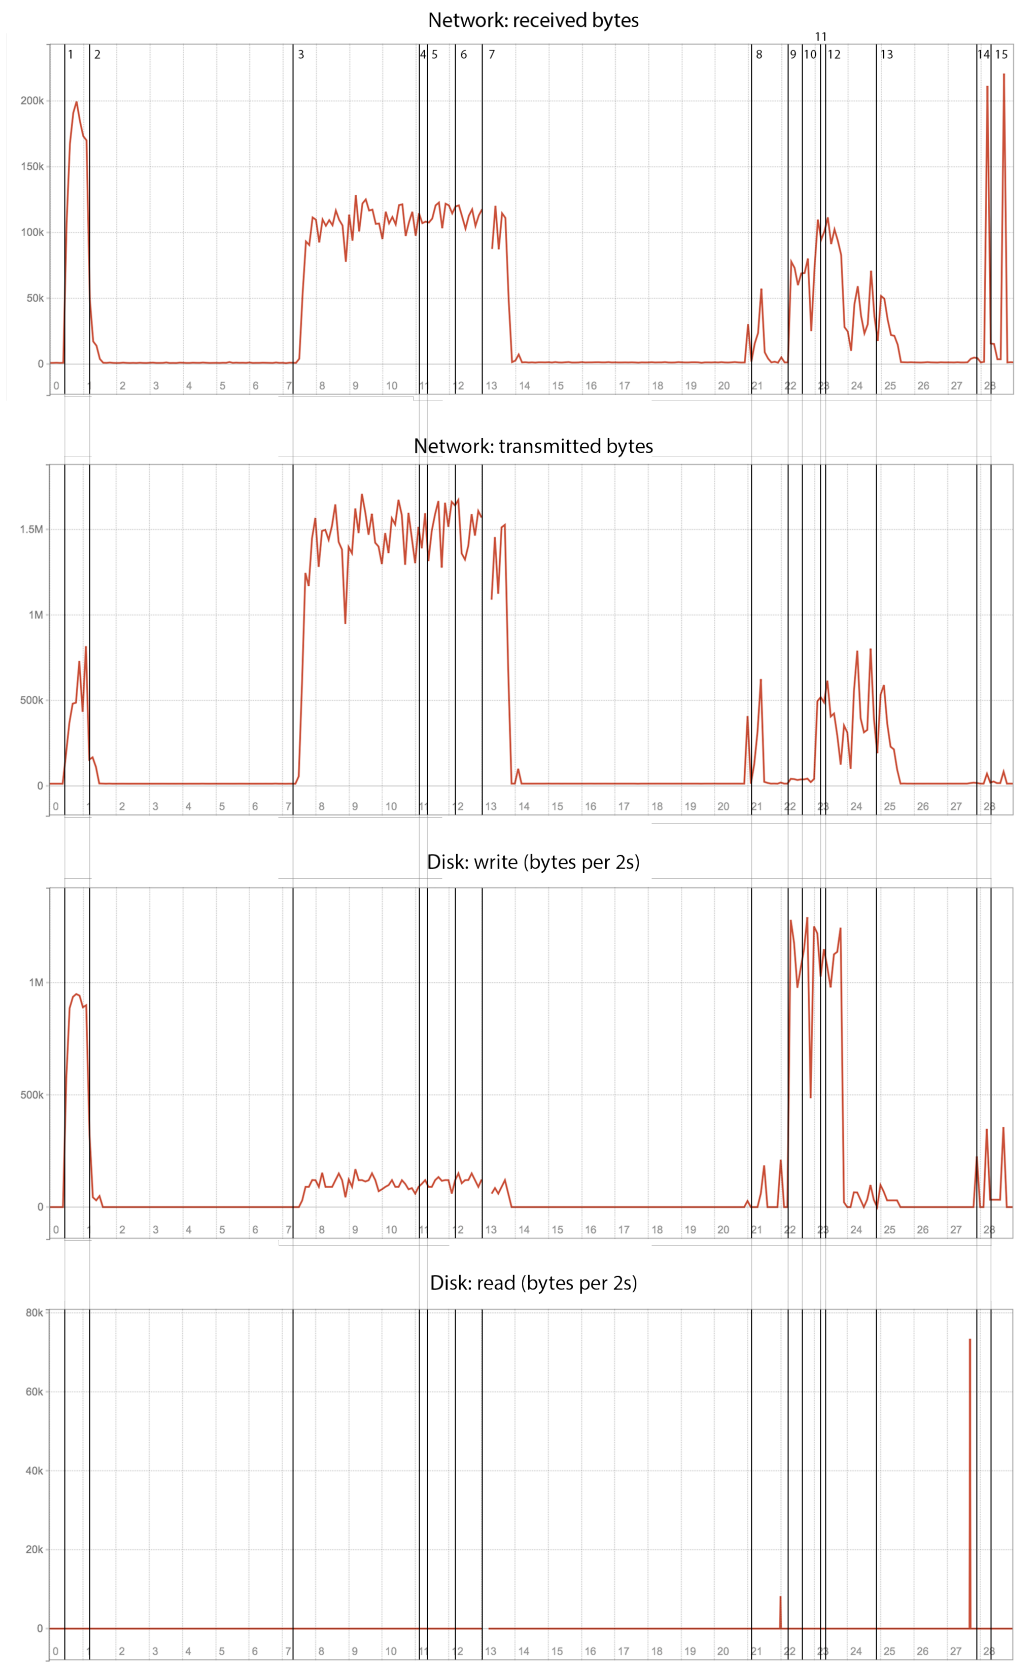 Network: received bytes
11
1 2 3 4 5 6 7 8 9 10 12 13 14 15
200k
150k
100k
50k
0
0 1 2 3 4 5 6 7 8 9 10 11 12 13 14 15 16 17 18 19 20 21 22 23 24 25 26 27 28
Network: transmitted bytes
1.5M
1M
500k
0
0 1 2 3 4 5 6 7 8 9 10 11 12 13 14 15 16 17 18 19 20 21 22 23 24 25 26 27 28
Disk: write (bytes per 2s)
1M
500k
0
0 1 2 3 4 5 6 7 8 9 10 11 12 13 14 15 16 17 18 19 20 21 22 23 24 25 26 27 28
Disk: read (bytes per 2s)
80k
60k
40k
20k
0
0 1 2 3 4 5 6 7 8 9 10 11 12 13 14 15 16 17 18 19 20 21 22 23 24 25 26 27 28